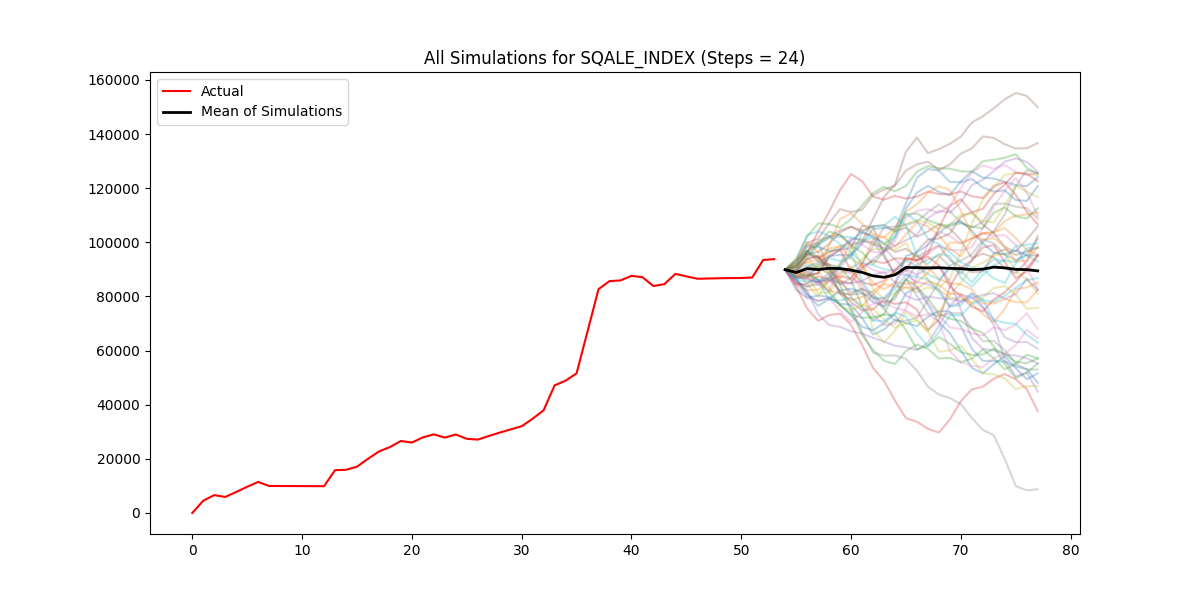 All Simulations for SQALE_INDEX (Steps = 24)
160000
140000
120000
100000
80000
60000
40000
20000
0
Actual
Mean of Simulations
0 10 20 30 40 50 60 70 80